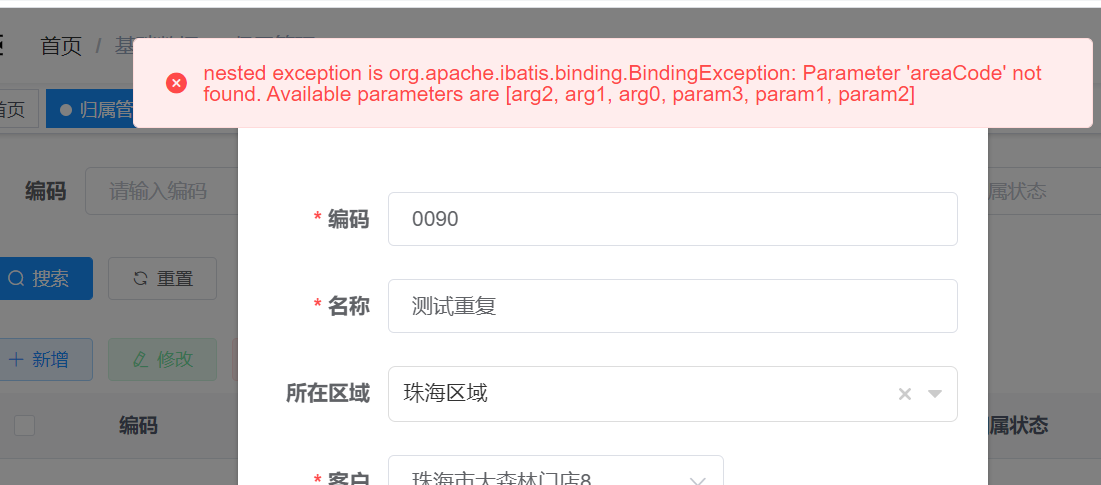 首页 /
nested exception is org.apache.ibatis.binding.BindingException: Parameter 'areaCode' not
found. Available parameters are [arg2, arg1, arg0, param3, param1, param2]
首页
归属管
编码
请输入编码
属状态
* 编码
0090
搜索
重置
* 名称
测试重复
+ 新增
修改
所在区域
珠海区域
编码
属状态
* 客户
珠海市大森林门店8